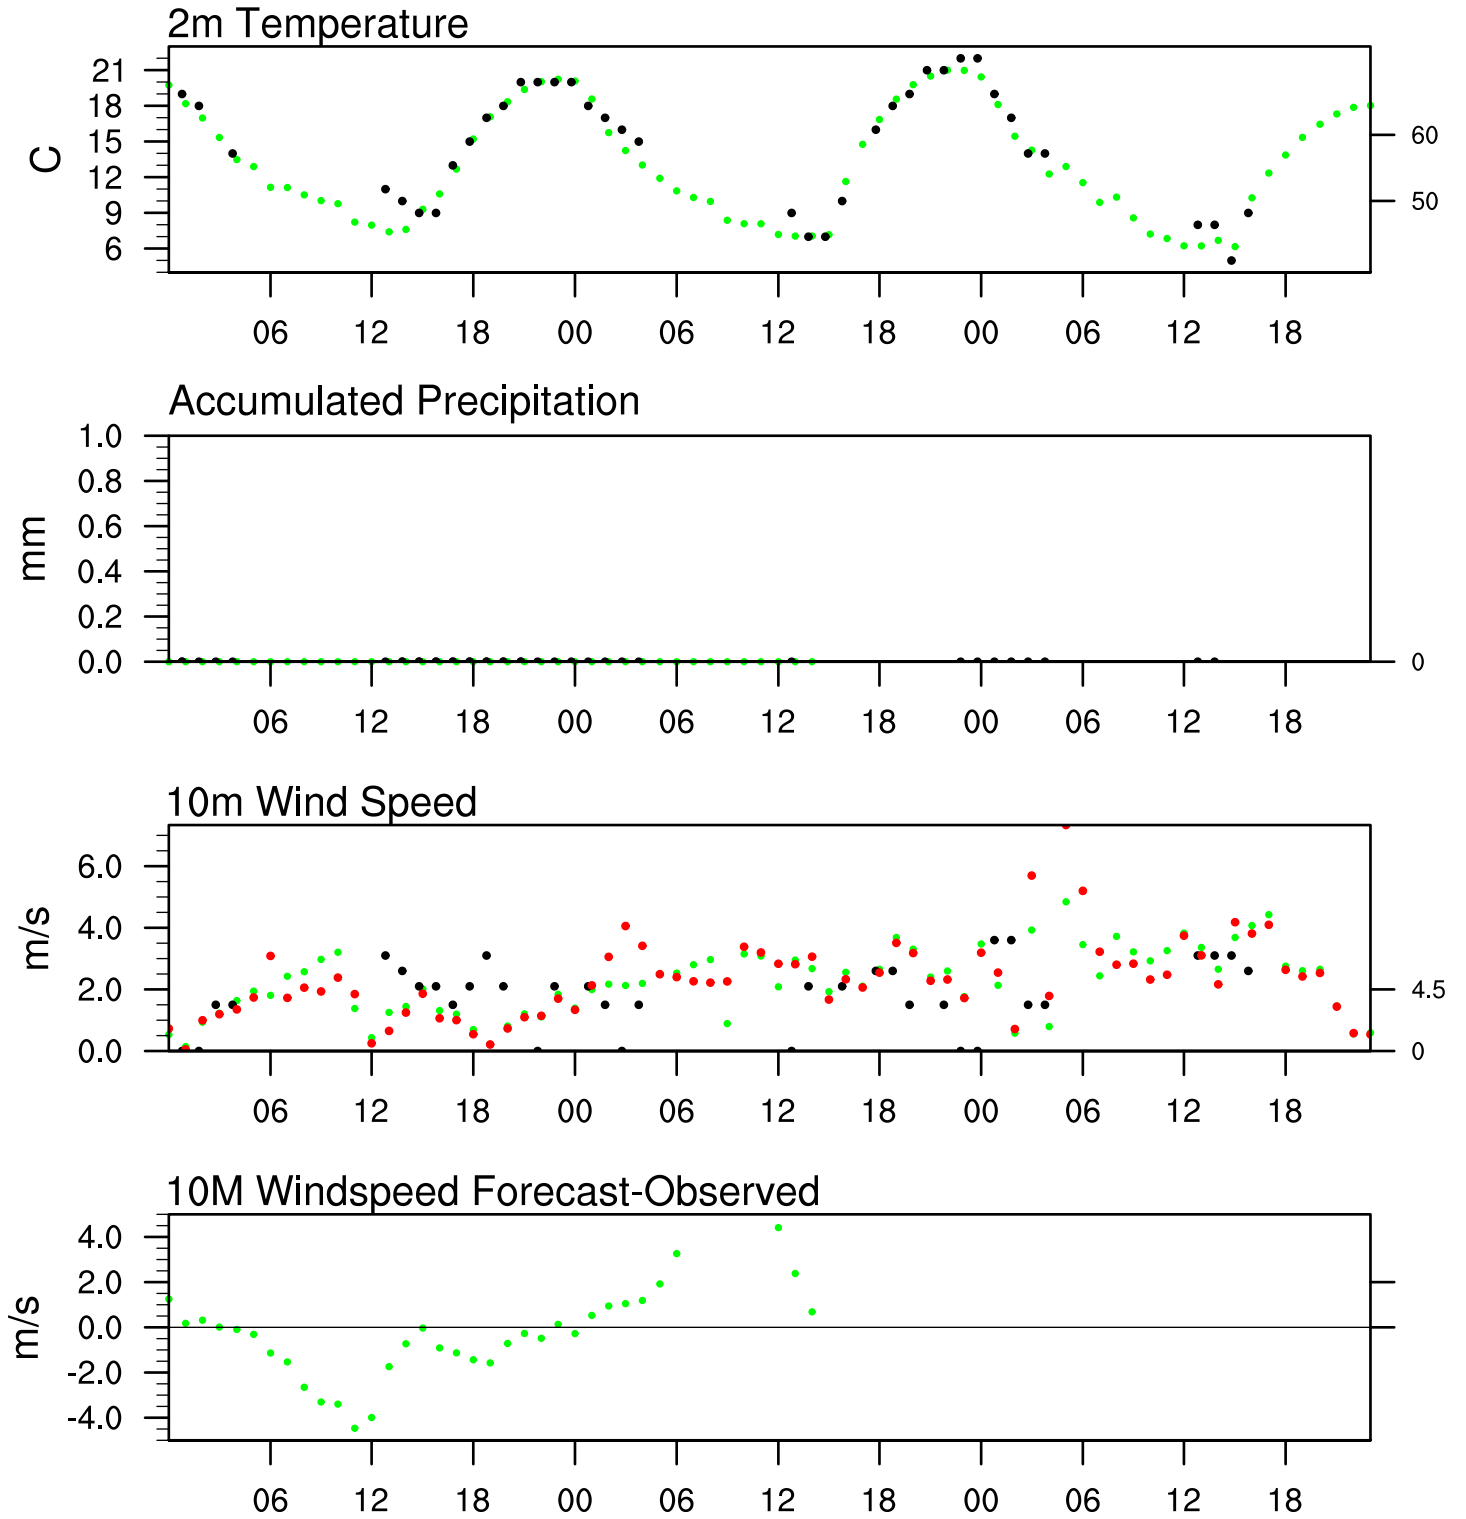 2m Temperature
21
18
15
12
9
6
C
60
50
06 12 18 00 06 12 18 00 06 12 18
Accumulated Precipitation
1.0
0.8
0.6
0.4
0.2
0.0
mm
0
06 12 18 00 06 12 18 00 06 12 18
10m Wind Speed
6.0
4.0
2.0
0.0
m/s
4.5
0
06 12 18 00 06 12 18 00 06 12 18
10M Windspeed Forecast-Observed
4.0
2.0
0.0
-2.0
-4.0
m/s
06 12 18 00 06 12 18 00 06 12 18